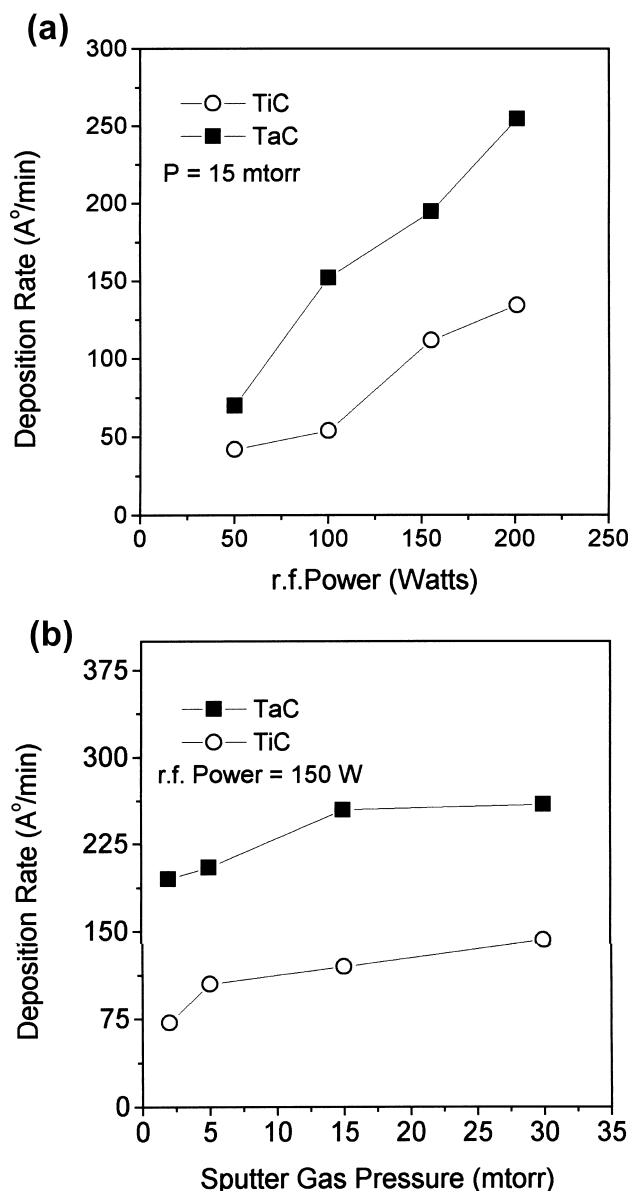 (a)
300
250
200
150
100
50
0
TiC
TaC
P = 15 mtorr
Deposition Rate (A°/min)
0 50 100 150 200 250
r.f.Power (Watts)
(b)
375
300
225
150
75
0
TaC
TiC
r.f. Power = 150 W
Deposition Rate (A°/min)
0 5 10 15 20 25 30 35
Sputter Gas Pressure (mtorr)